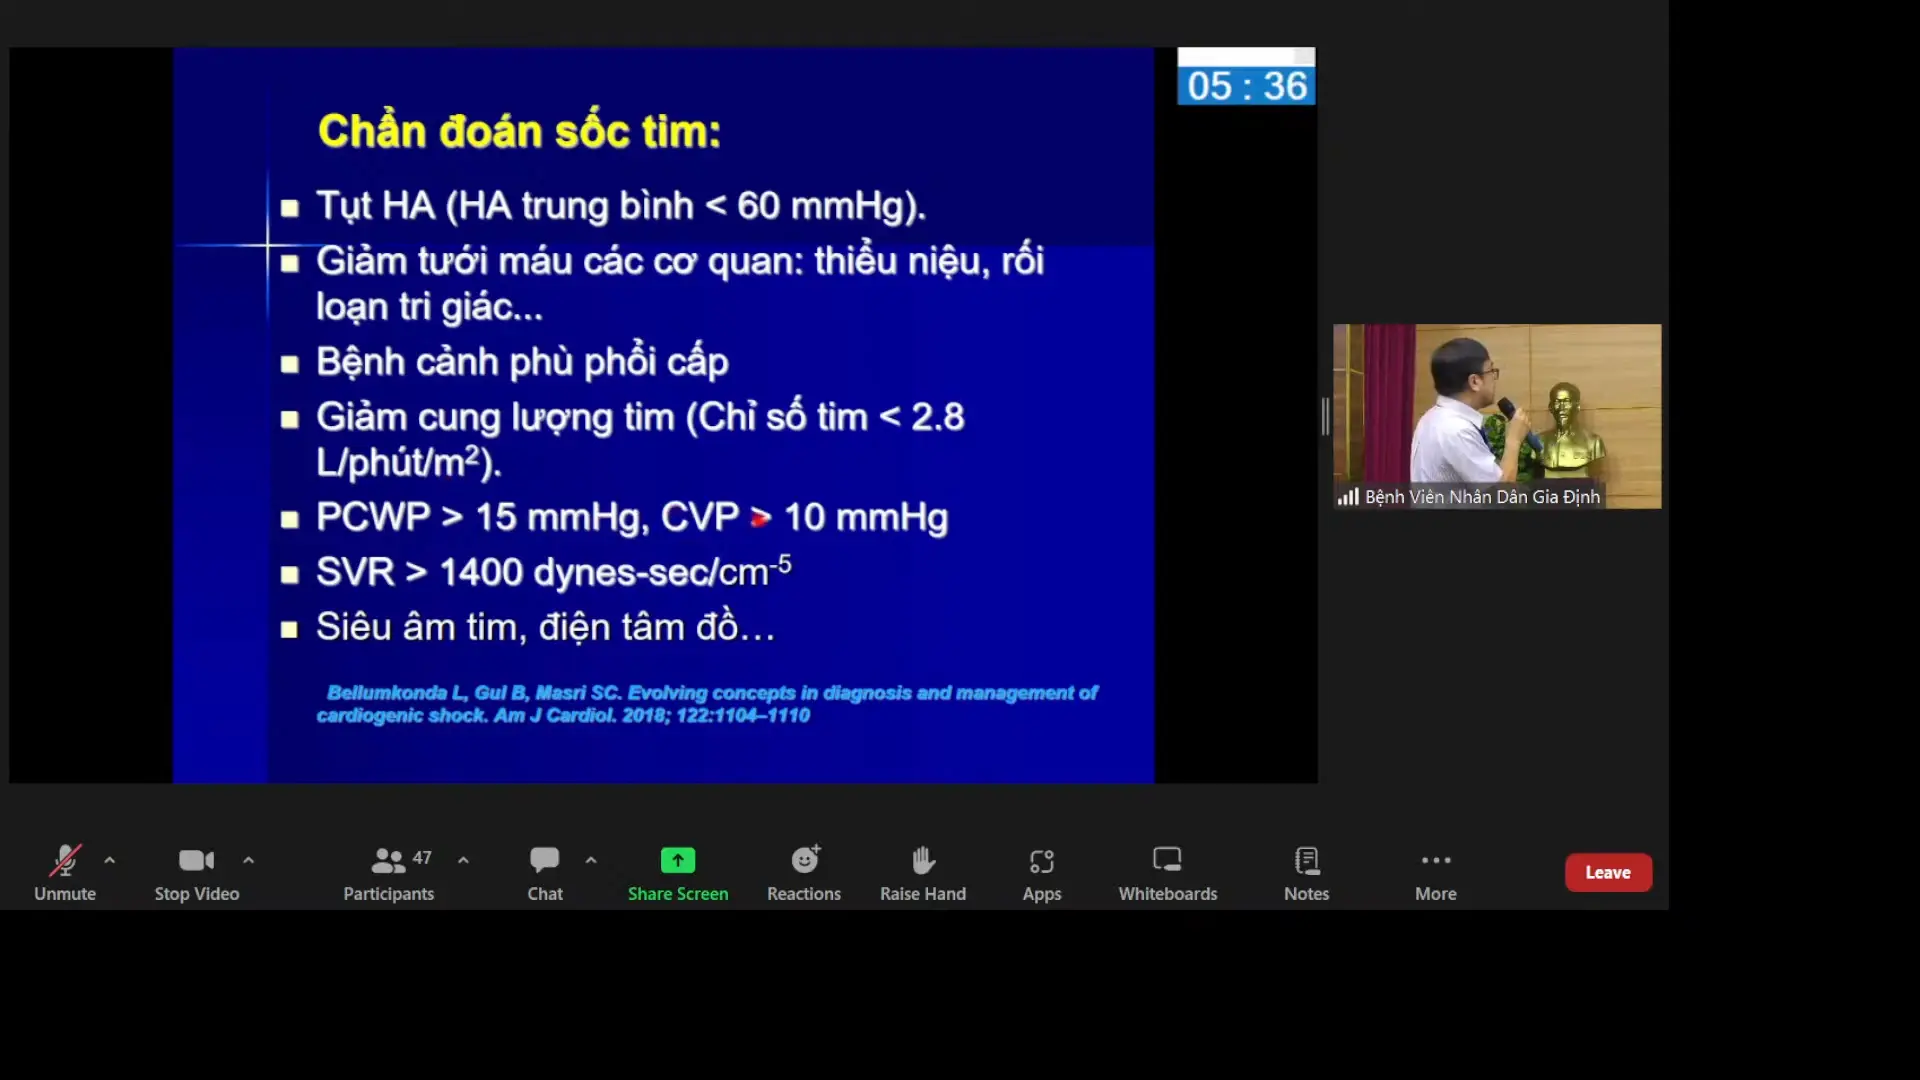 05 : 36
Chẩn đoán sốc tim:
Tụt HA (HA trung bình < 60 mmHg).
Giảm tưới máu các cơ quan: thiểu niệu, rối
loạn tri giác...
Bệnh cảnh phù phổi cấp
Giảm cung lượng tim (Chỉ số tim < 2.8
L/phút/m²).
PCWP > 15 mmHg, CVP > 10 mmHg
SVR > 1400 dynes-sec/cm⁻⁵
Siêu âm tim, điện tâm đồ…
Bellumkonda L, Gul B, Masri SC. Evolving concepts in diagnosis and management of
cardiogenic shock. Am J Cardiol. 2018; 122:1104–1110
Bệnh Viên Nhân Dân Gia Định
Unmute
Stop Video
47
Participants
Chat
Share Screen
Reactions
Raise Hand
Apps
Whiteboards
Notes
More
Leave